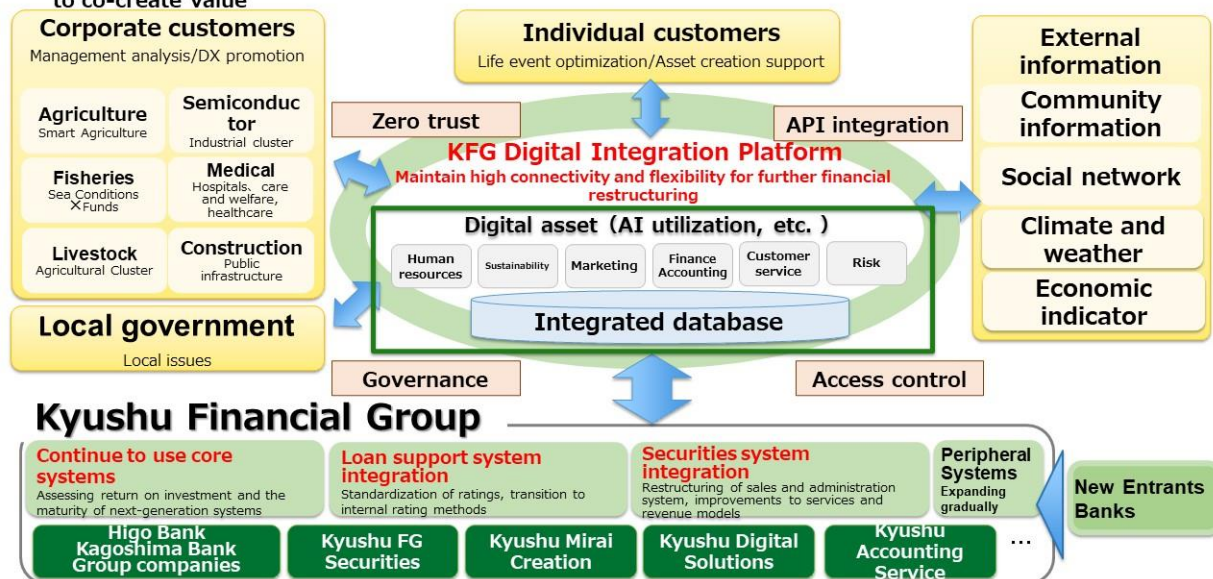 to co-create value
Corporate customers
Management analysis/DX promotion
Agriculture
Smart Agriculture
Semiconduc
tor
Industrial cluster
Fisheries
Sea Conditions
×Funds
Medical
Hospitals、care
and welfare,
healthcare
Livestock
Agricultural Cluster
Construction
Public
infrastructure
Local government
Local issues
Individual customers
Life event optimization/Asset creation support
External
information
Community
information
Social network
Climate and
weather
Economic
indicator
Zero trust
API integration
KFG Digital Integration Platform
Maintain high connectivity and flexibility for further financial
restructuring
Digital asset（AI utilization, etc. ）
Human
resources
Sustainability
Marketing
Finance
Accounting
Customer
service
Risk
Integrated database
Governance
Access control
Kyushu Financial Group
Continue to use core
systems
Assessing return on investment and the
maturity of next-generation systems
Loan support system
integration
Standardization of ratings, transition to
internal rating methods
Securities system
integration
Restructuring of sales and administration
system, improvements to services and
revenue models
Peripheral
Systems
Expanding
gradually
New Entrants
Banks
Higo Bank
Kagoshima Bank
Group companies
Kyushu FG
Securities
Kyushu Mirai
Creation
Kyushu Digital
Solutions
Kyushu
Accounting
Service
…